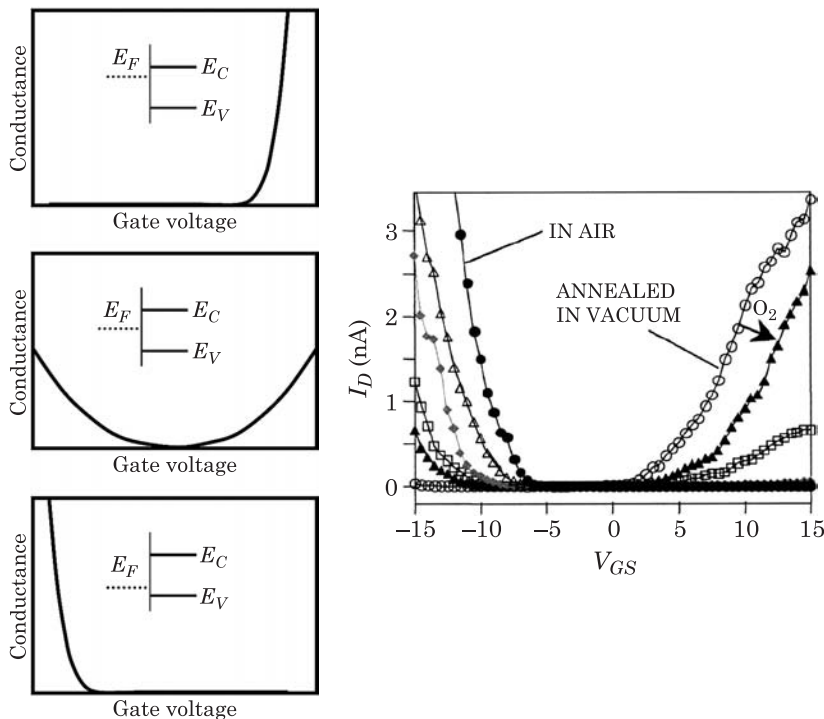 Conductance
E_F
E_C
E_V
Gate voltage
Conductance
E_F
E_C
E_V
Gate voltage
Conductance
E_F
E_C
E_V
Gate voltage
I_D (nA)
3
2
1
0
IN AIR
ANNEALED
IN VACUUM
O₂
−15 −10 −5 0 5 10 15
V_GS